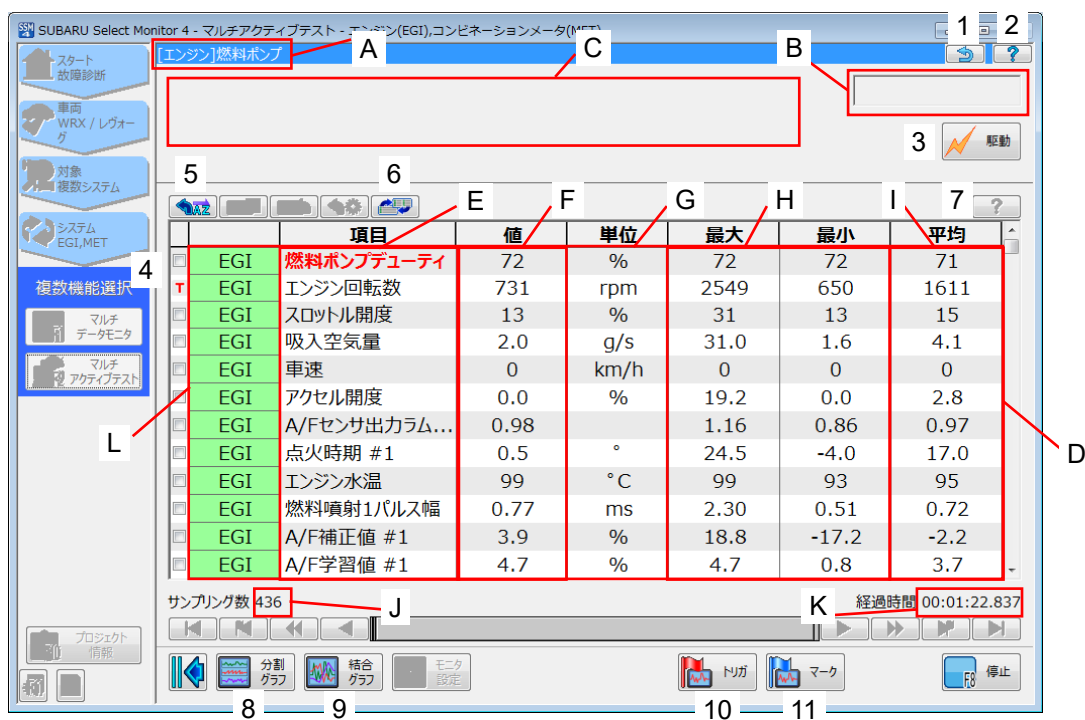 SUBARU Select Monitor 4 - マルチアクティブテスト - エンジン(EGI),コンビネーションメータ(MET)
1
2
スタート
故障診断
[エンジン]燃料ポンプ
A
C
B
車両
WRX / レヴォー
グ
3
駆動
対象
複数システム
5
6
E
F
G
H
I
7
システム
EGI,MET
項目 値 単位 最大 最小 平均
4
複数機能選択
マルチ
データモニタ
マルチ
アクティブテスト
EGI 燃料ポンプデューティ 72 % 72 72 71
T EGI エンジン回転数 731 rpm 2549 650 1611
EGI スロットル開度 13 % 31 13 15
EGI 吸入空気量 2.0 g/s 31.0 1.6 4.1
EGI 車速 0 km/h 0 0 0
EGI アクセル開度 0.0 % 19.2 0.0 2.8
EGI A/Fセンサ出力ラム... 0.98 1.16 0.86 0.97
EGI 点火時期 #1 0.5 ° 24.5 -4.0 17.0
EGI エンジン水温 99 °C 99 93 95
EGI 燃料噴射1パルス幅 0.77 ms 2.30 0.51 0.72
EGI A/F補正値 #1 3.9 % 18.8 -17.2 -2.2
EGI A/F学習値 #1 4.7 % 4.7 0.8 3.7
L
D
サンプリング数 436
J
K
経過時間 00:01:22.837
プロジェクト
情報
分割
グラフ
結合
グラフ
モニタ
設定
トリガ
マーク
F8
停止
8
9
10
11